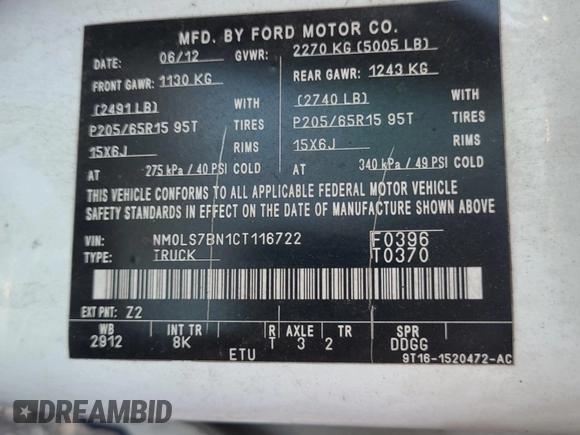 MFD. BY FORD MOTOR CO.
DATE: 06/12 GVWR: 2270 KG (5005 LB)
FRONT GAWR: 1130 KG REAR GAWR: 1243 KG
(2491 LB) WITH (2740 LB) WITH
P205/65R15 95T TIRES P205/65R15 95T TIRES
15X6J RIMS 15X6J RIMS
AT 275 kPa / 40 PSI COLD AT 340 kPa / 49 PSI COLD
THIS VEHICLE CONFORMS TO ALL APPLICABLE FEDERAL MOTOR VEHICLE
SAFETY STANDARDS IN EFFECT ON THE DATE OF MANUFACTURE SHOWN ABOVE
VIN: NM0LS7BN1CT116722 F0396
TYPE: TRUCK T0370
EXT PNT: Z2
WB INT TR R AXLE TR SPR
2912 8K T 3 2 DDGG
ETU 9T16-1520472-AC
DREAMBID